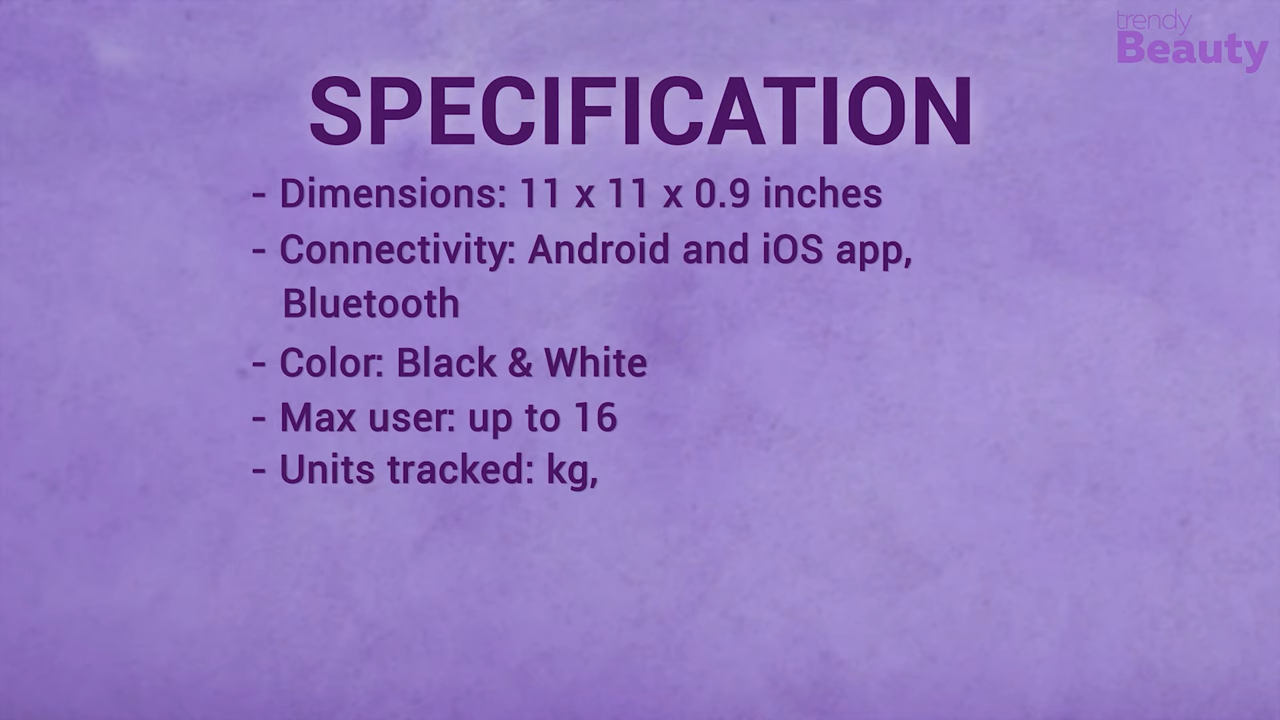 trendy
Beauty
SPECIFICATION
- Dimensions: 11 x 11 x 0.9 inches
- Connectivity: Android and iOS app,
Bluetooth
- Color: Black & White
- Max user: up to 16
- Units tracked: kg,